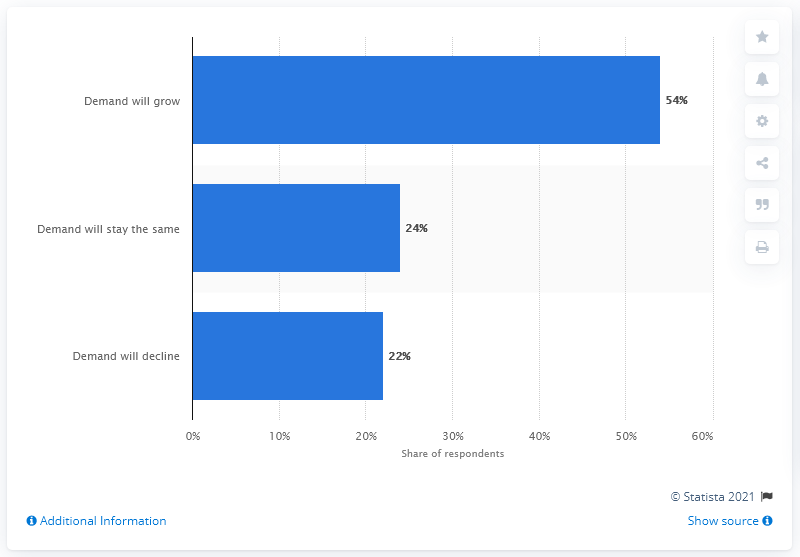 Demand will grow
54%
Demand will stay the same
24%
Demand will decline
22%
0% 10% 20% 30% 40% 50% 60%
Share of respondents
© Statista 2021
Additional Information
Show source